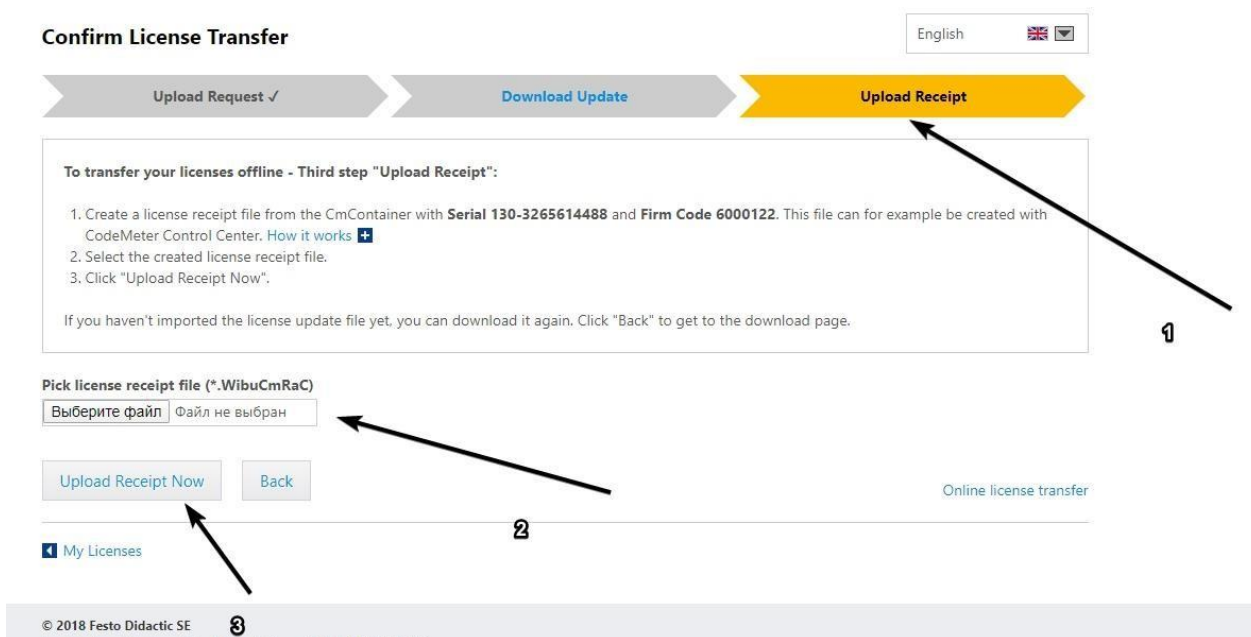 Confirm License Transfer
English
Upload Request ✓
Download Update
Upload Receipt
To transfer your licenses offline - Third step "Upload Receipt":
1. Create a license receipt file from the CmContainer with Serial 130-3265614488 and Firm Code 6000122. This file can for example be created with
CodeMeter Control Center. How it works +
2. Select the created license receipt file.
3. Click "Upload Receipt Now".
If you haven't imported the license update file yet, you can download it again. Click "Back" to get to the download page.
1
Pick license receipt file (*.WibuCmRaC)
Выберите файл Файл не выбран
Upload Receipt Now
Back
Online license transfer
2
My Licenses
© 2018 Festo Didactic SE
3